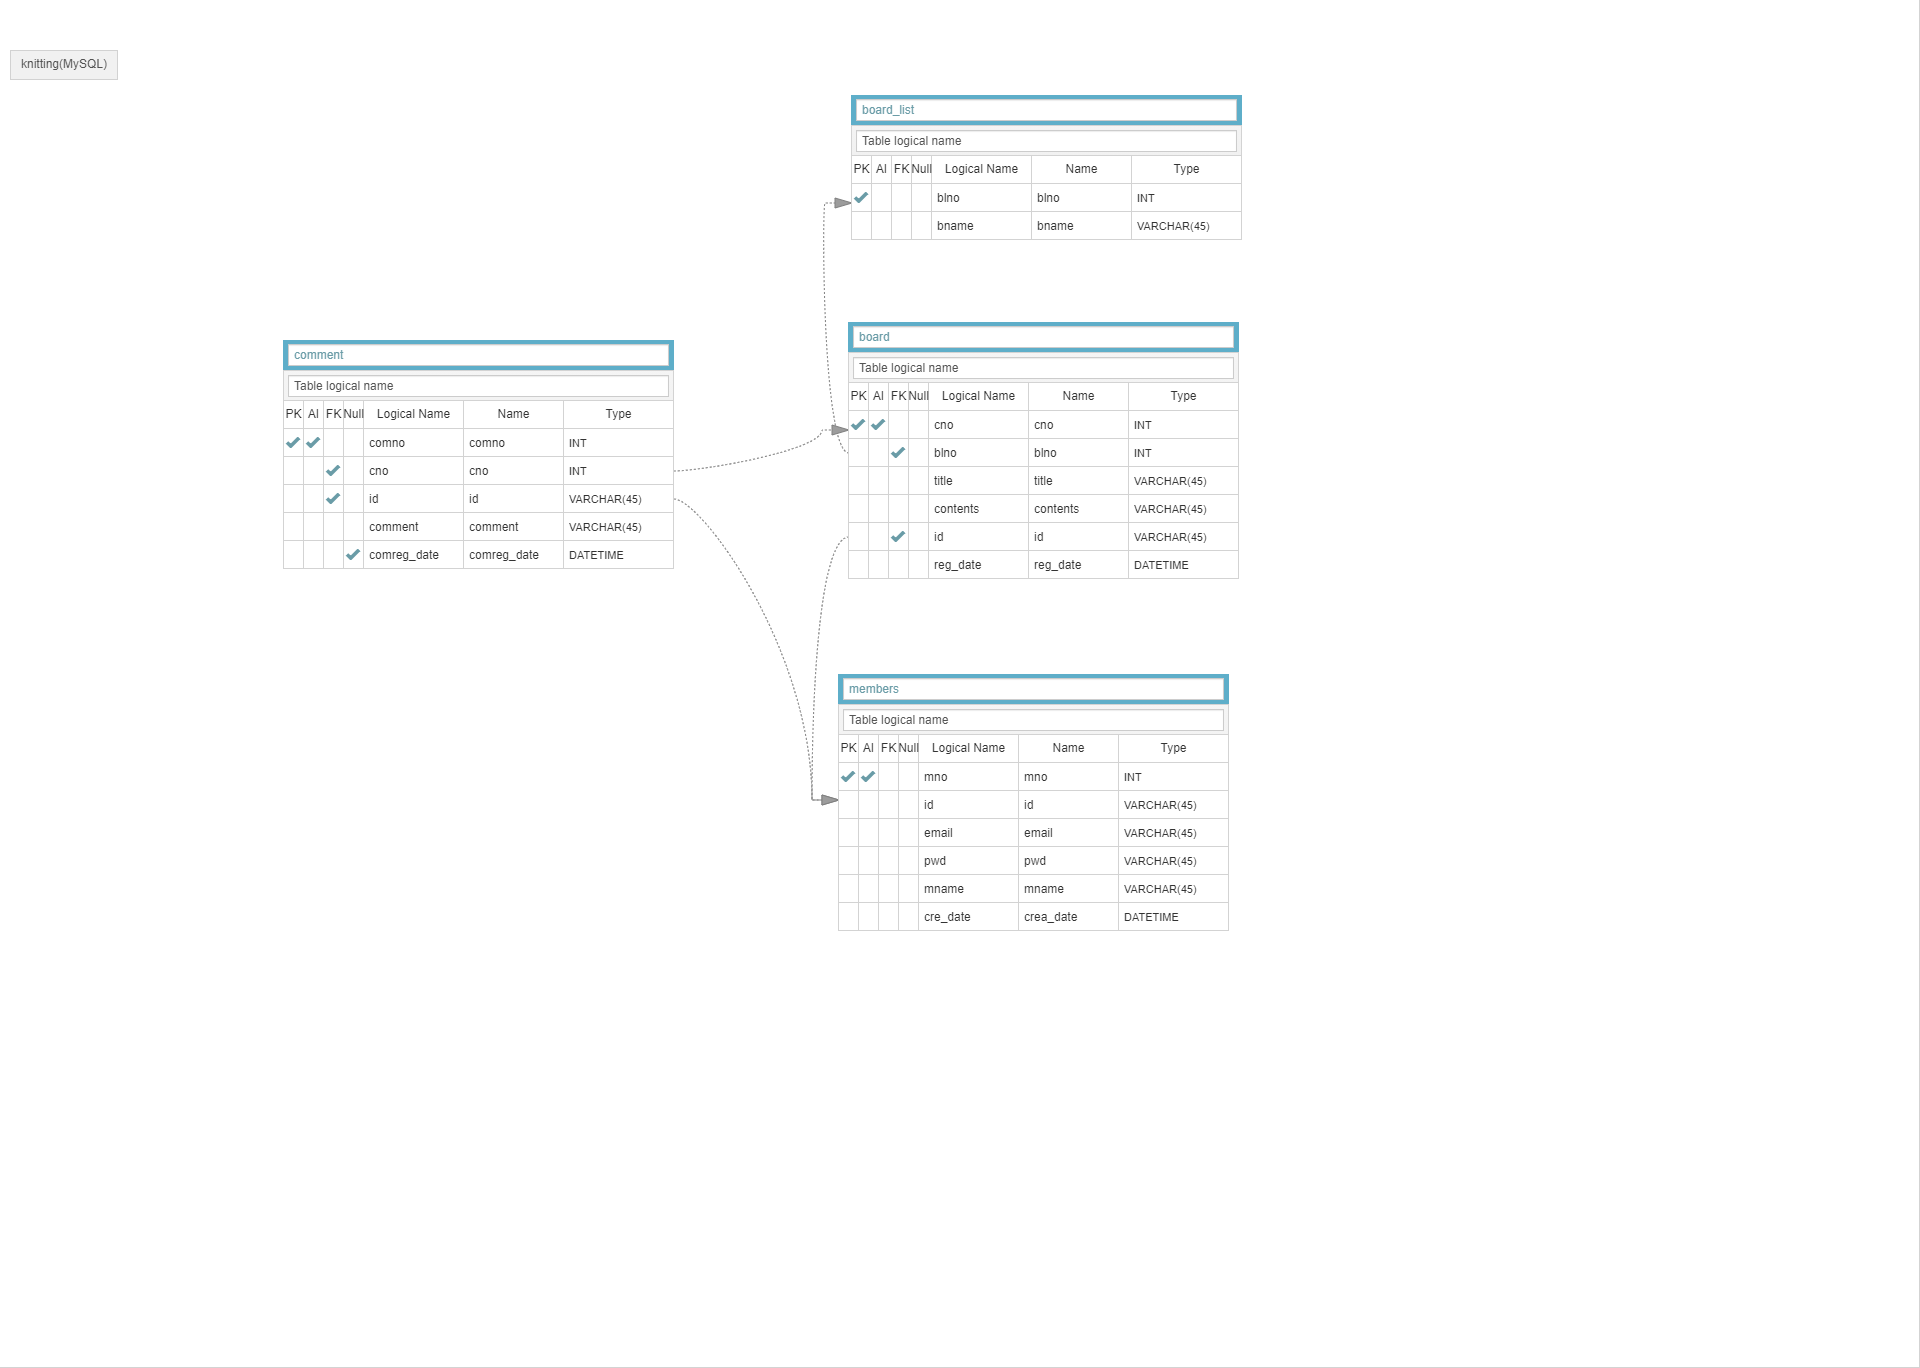 knitting(MySQL)
board_list
Table logical name
PK AI FK Null Logical Name Name Type
blno blno INT
bname bname VARCHAR(45)
comment
Table logical name
PK AI FK Null Logical Name Name Type
comno comno INT
cno cno INT
id id VARCHAR(45)
comment comment VARCHAR(45)
comreg_date comreg_date DATETIME
board
Table logical name
PK AI FK Null Logical Name Name Type
cno cno INT
blno blno INT
title title VARCHAR(45)
contents contents VARCHAR(45)
id id VARCHAR(45)
reg_date reg_date DATETIME
members
Table logical name
PK AI FK Null Logical Name Name Type
mno mno INT
id id VARCHAR(45)
email email VARCHAR(45)
pwd pwd VARCHAR(45)
mname mname VARCHAR(45)
cre_date crea_date DATETIME